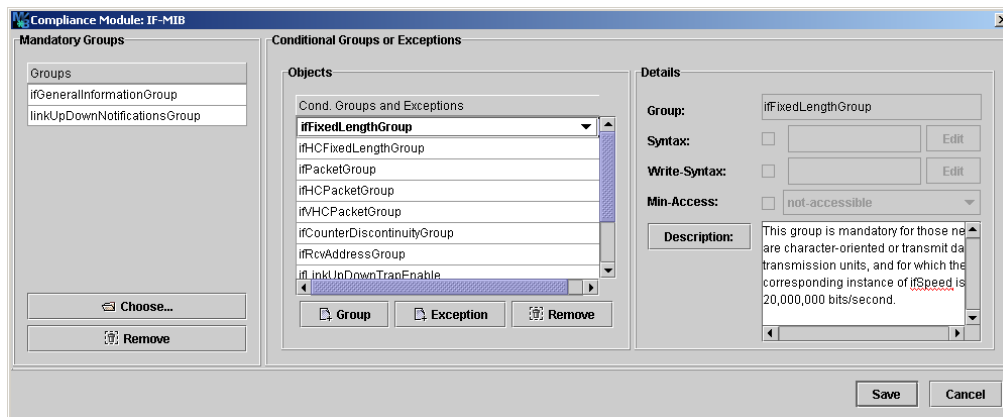 Compliance Module: IF-MIB
Mandatory Groups
Groups
ifGeneralInformationGroup
linkUpDownNotificationsGroup
Choose...
Remove
Conditional Groups or Exceptions
Objects
Cond. Groups and Exceptions
ifFixedLengthGroup
ifHCFixedLengthGroup
ifPacketGroup
ifHCPacketGroup
ifVHCPacketGroup
ifCounterDiscontinuityGroup
ifRcvAddressGroup
ifLinkUpDownTrapEnable
Group
Exception
Remove
Details
Group:
ifFixedLengthGroup
Syntax:
Edit
Write-Syntax:
Edit
Min-Access:
not-accessible
Description:
This group is mandatory for those ne
are character-oriented or transmit da
transmission units, and for which the
corresponding instance of ifSpeed is
20,000,000 bits/second.
Save
Cancel